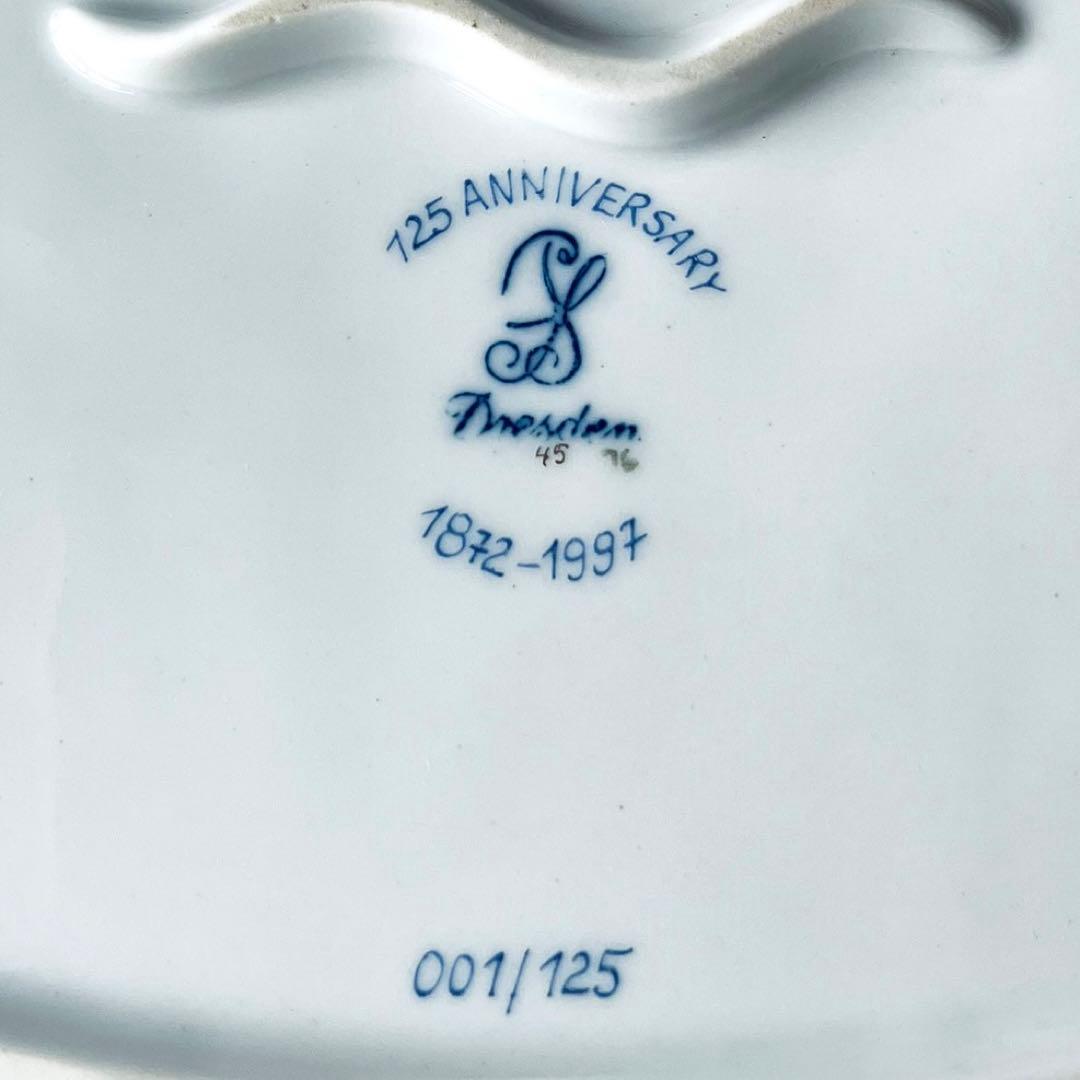 125 ANNIVERSARY
Dresden
45 76
1872-1997
001/125